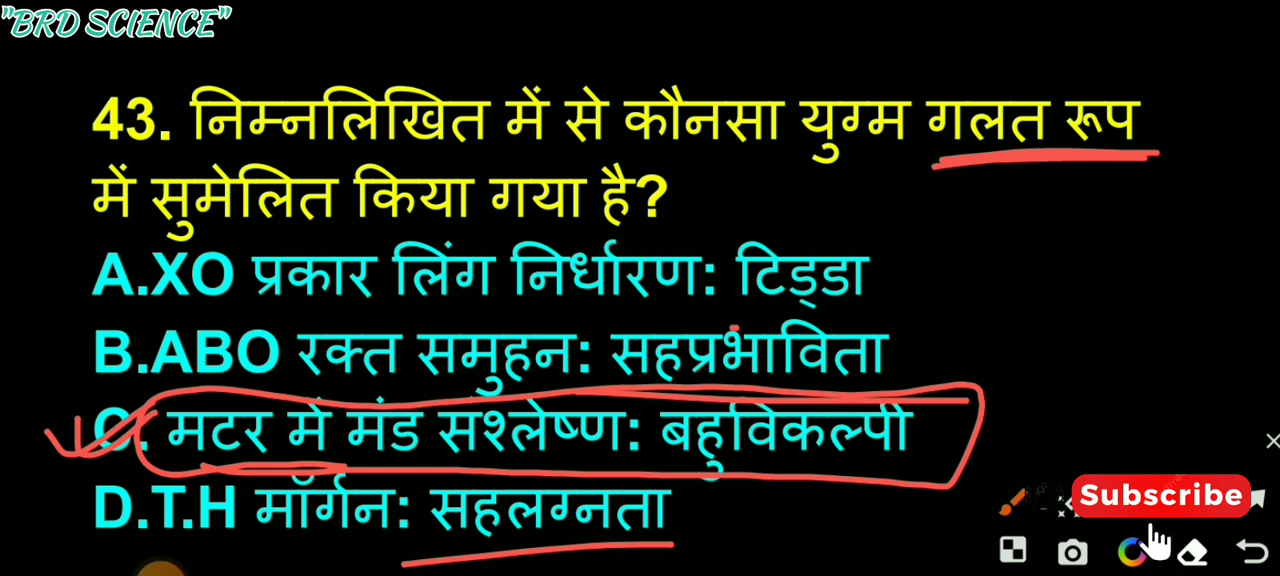 "BRD SCIENCE"
43. निम्नलिखित में से कौनसा युग्म गलत रूप
में सुमेलित किया गया है?
A.XO प्रकार लिंग निर्धारण: टिड्डा
B.ABO रक्त समुहन: सहप्रभाविता
C. मटर में मंड संश्लेष्ण: बहुविकल्पी
D.T.H मॉर्गन: सहलग्नता
Subscribe